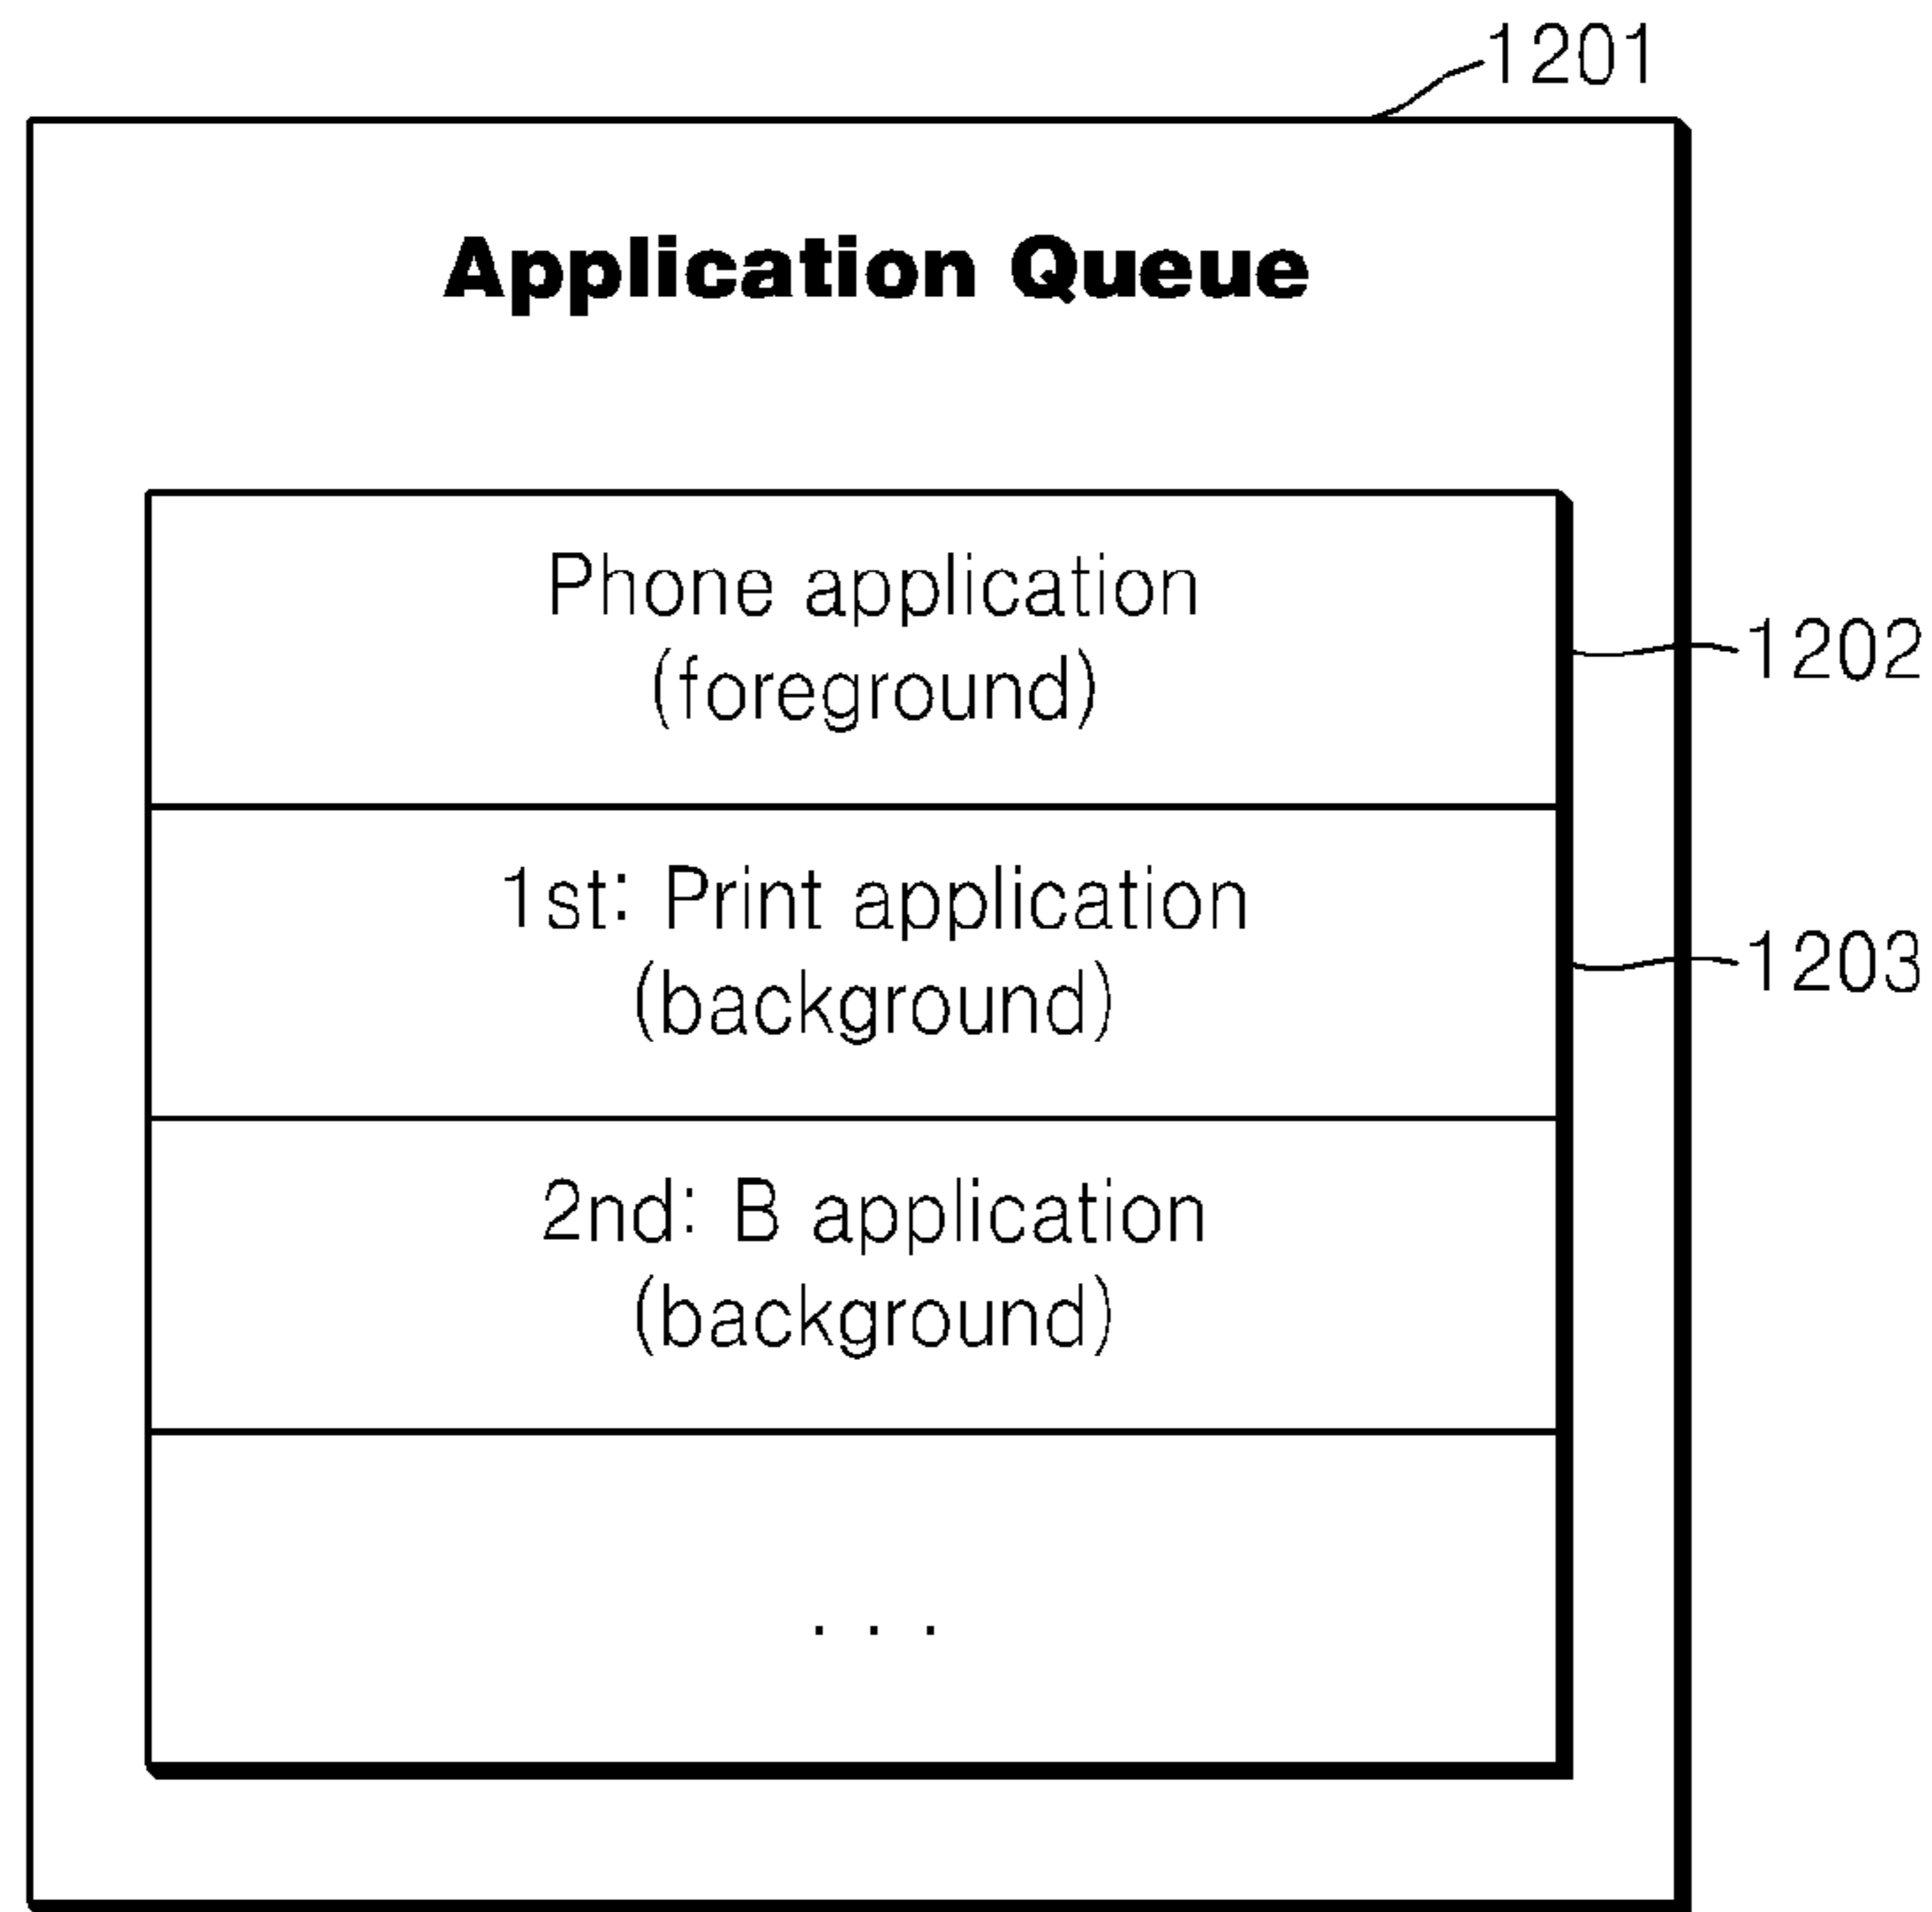 1201
Application Queue
Phone application
(foreground)
1202
1st: Print application
(background)
1203
2nd: B application
(background)
. . .